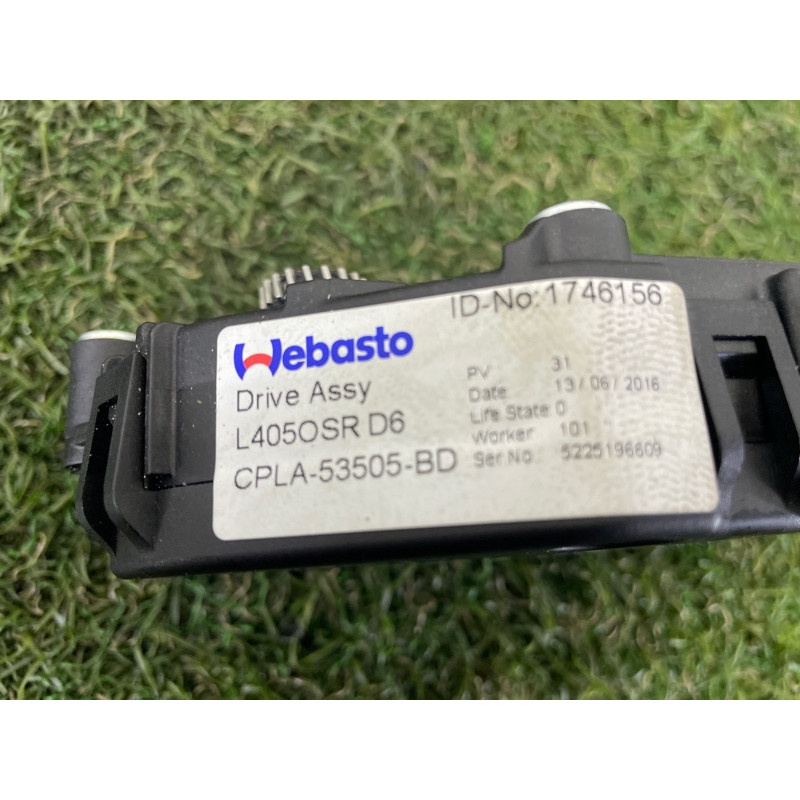 ID-No: 1746156
Webasto
Drive Assy
L405OSR D6
CPLA-53505-BD
PV 31
Date 13/06/2016
Life State 0
Worker 101
Ser.No. 5225196609